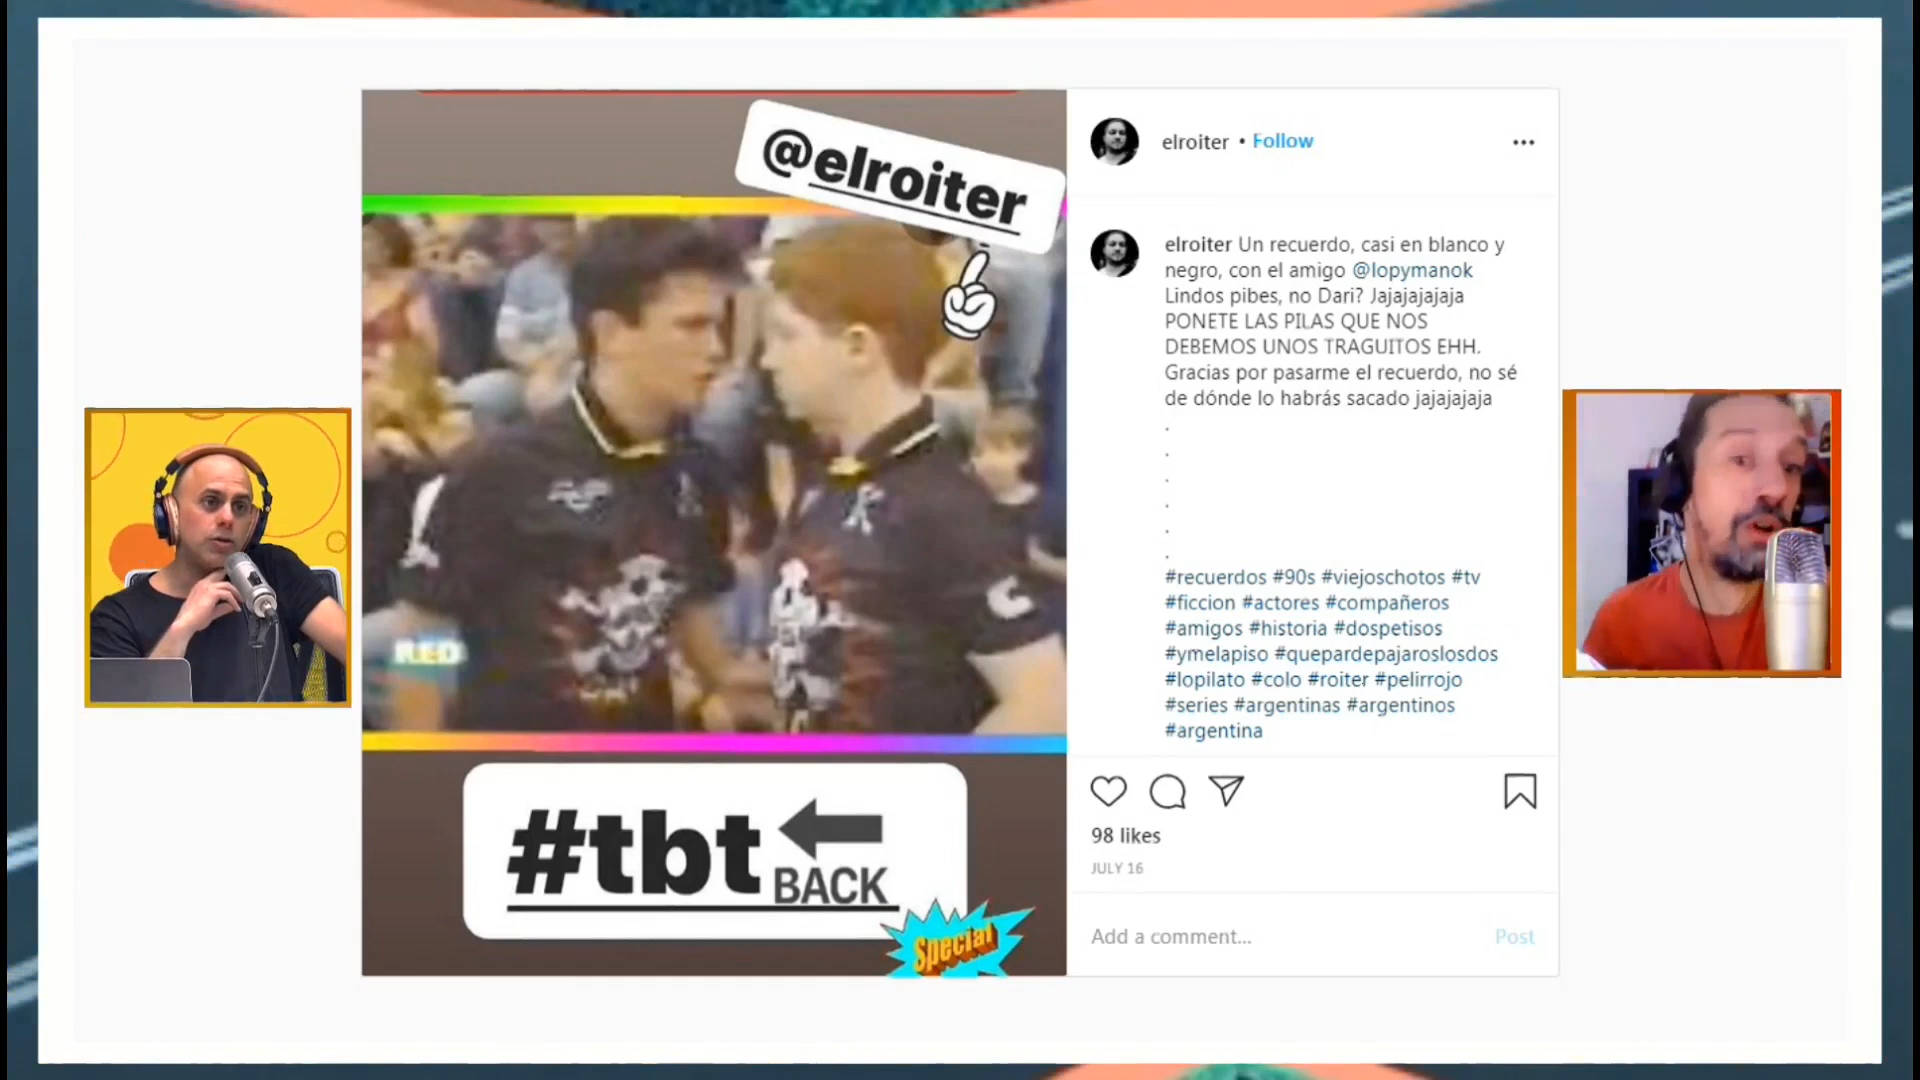 @elroiter
RED
#tbt
BACK
Special
elroiter • Follow
elroiter Un recuerdo, casi en blanco y
negro, con el amigo @lopymanok
Lindos pibes, no Dari? Jajajajajaja
PONETE LAS PILAS QUE NOS
DEBEMOS UNOS TRAGUITOS EHH.
Gracias por pasarme el recuerdo, no sé
de dónde lo habrás sacado jajajajaja
.
.
.
.
.
.
#recuerdos #90s #viejoschotos #tv
#ficcion #actores #compañeros
#amigos #historia #dospetisos
#ymelapiso #quepardepajaroslosdos
#lopilato #colo #roiter #pelirrojo
#series #argentinas #argentinos
#argentina
98 likes
JULY 16
Add a comment...
Post